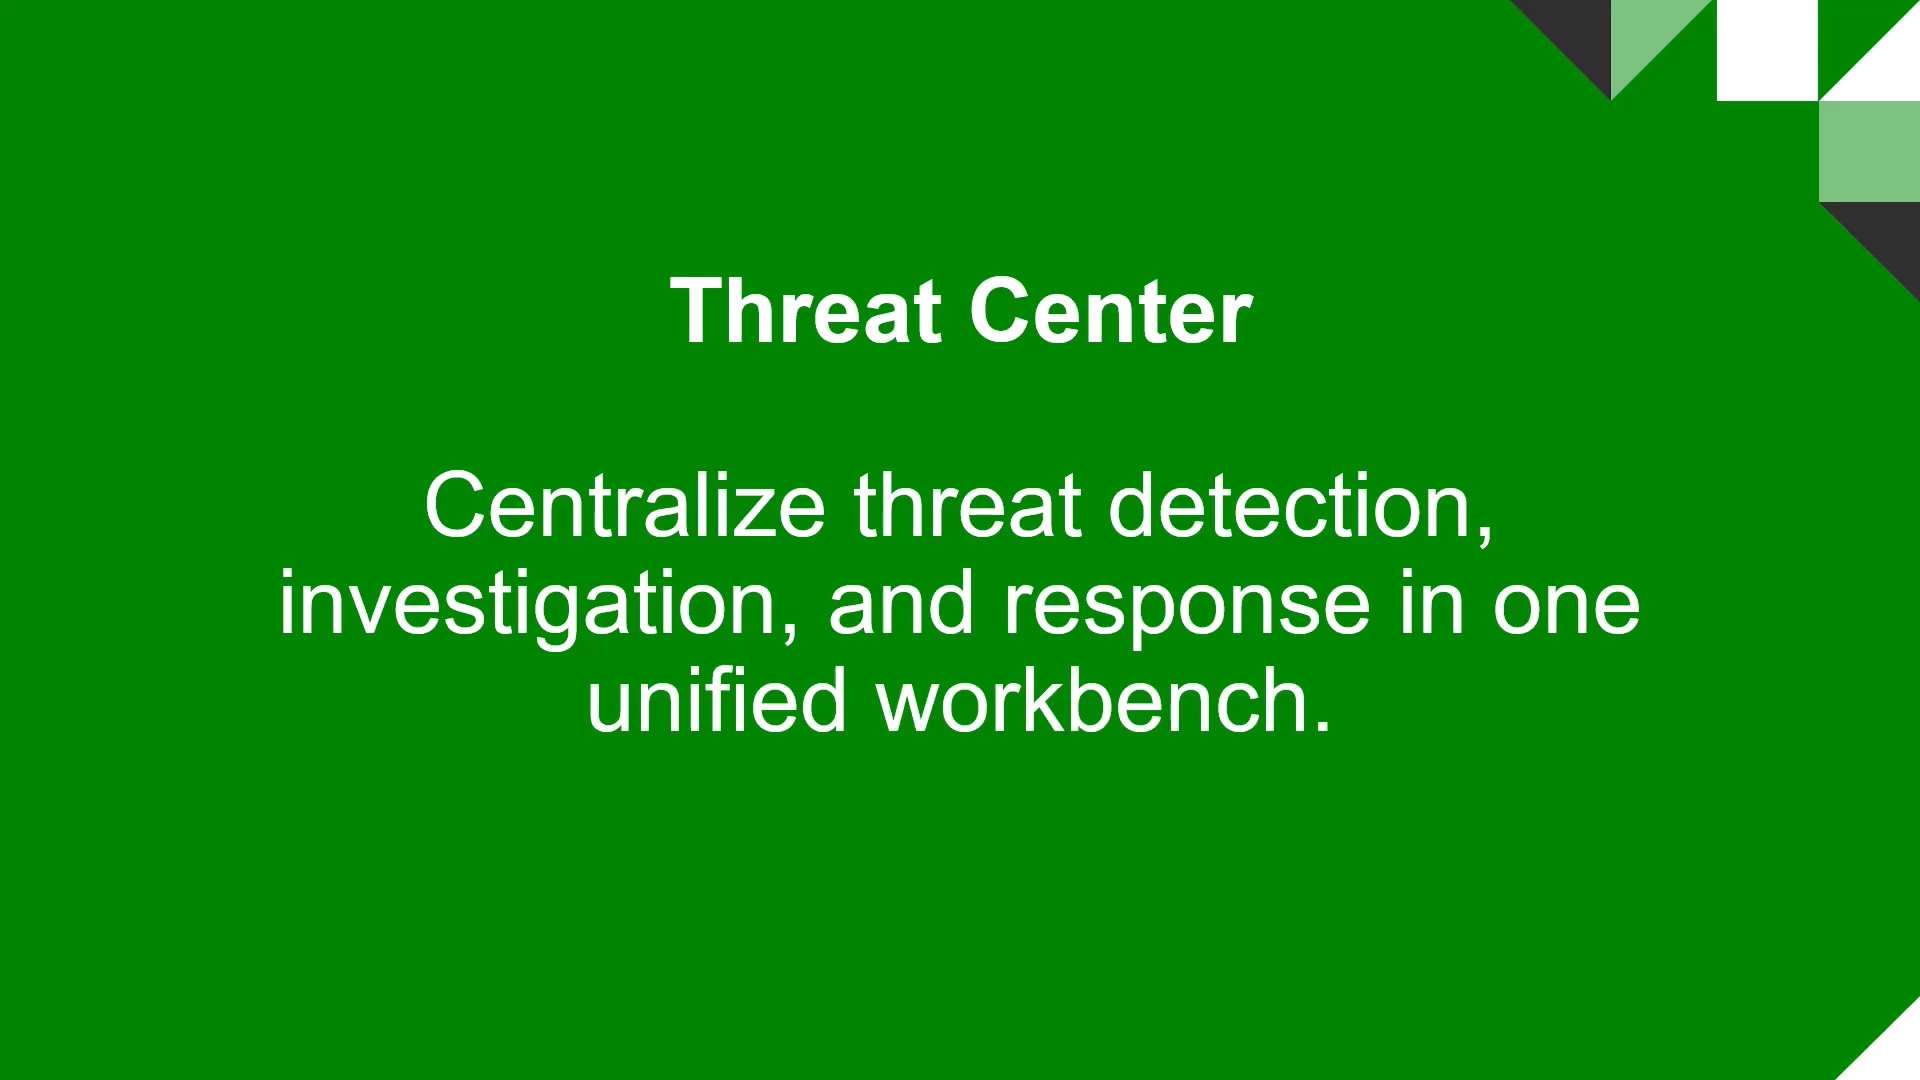 Threat Center
Centralize threat detection,
investigation, and response in one
unified workbench.